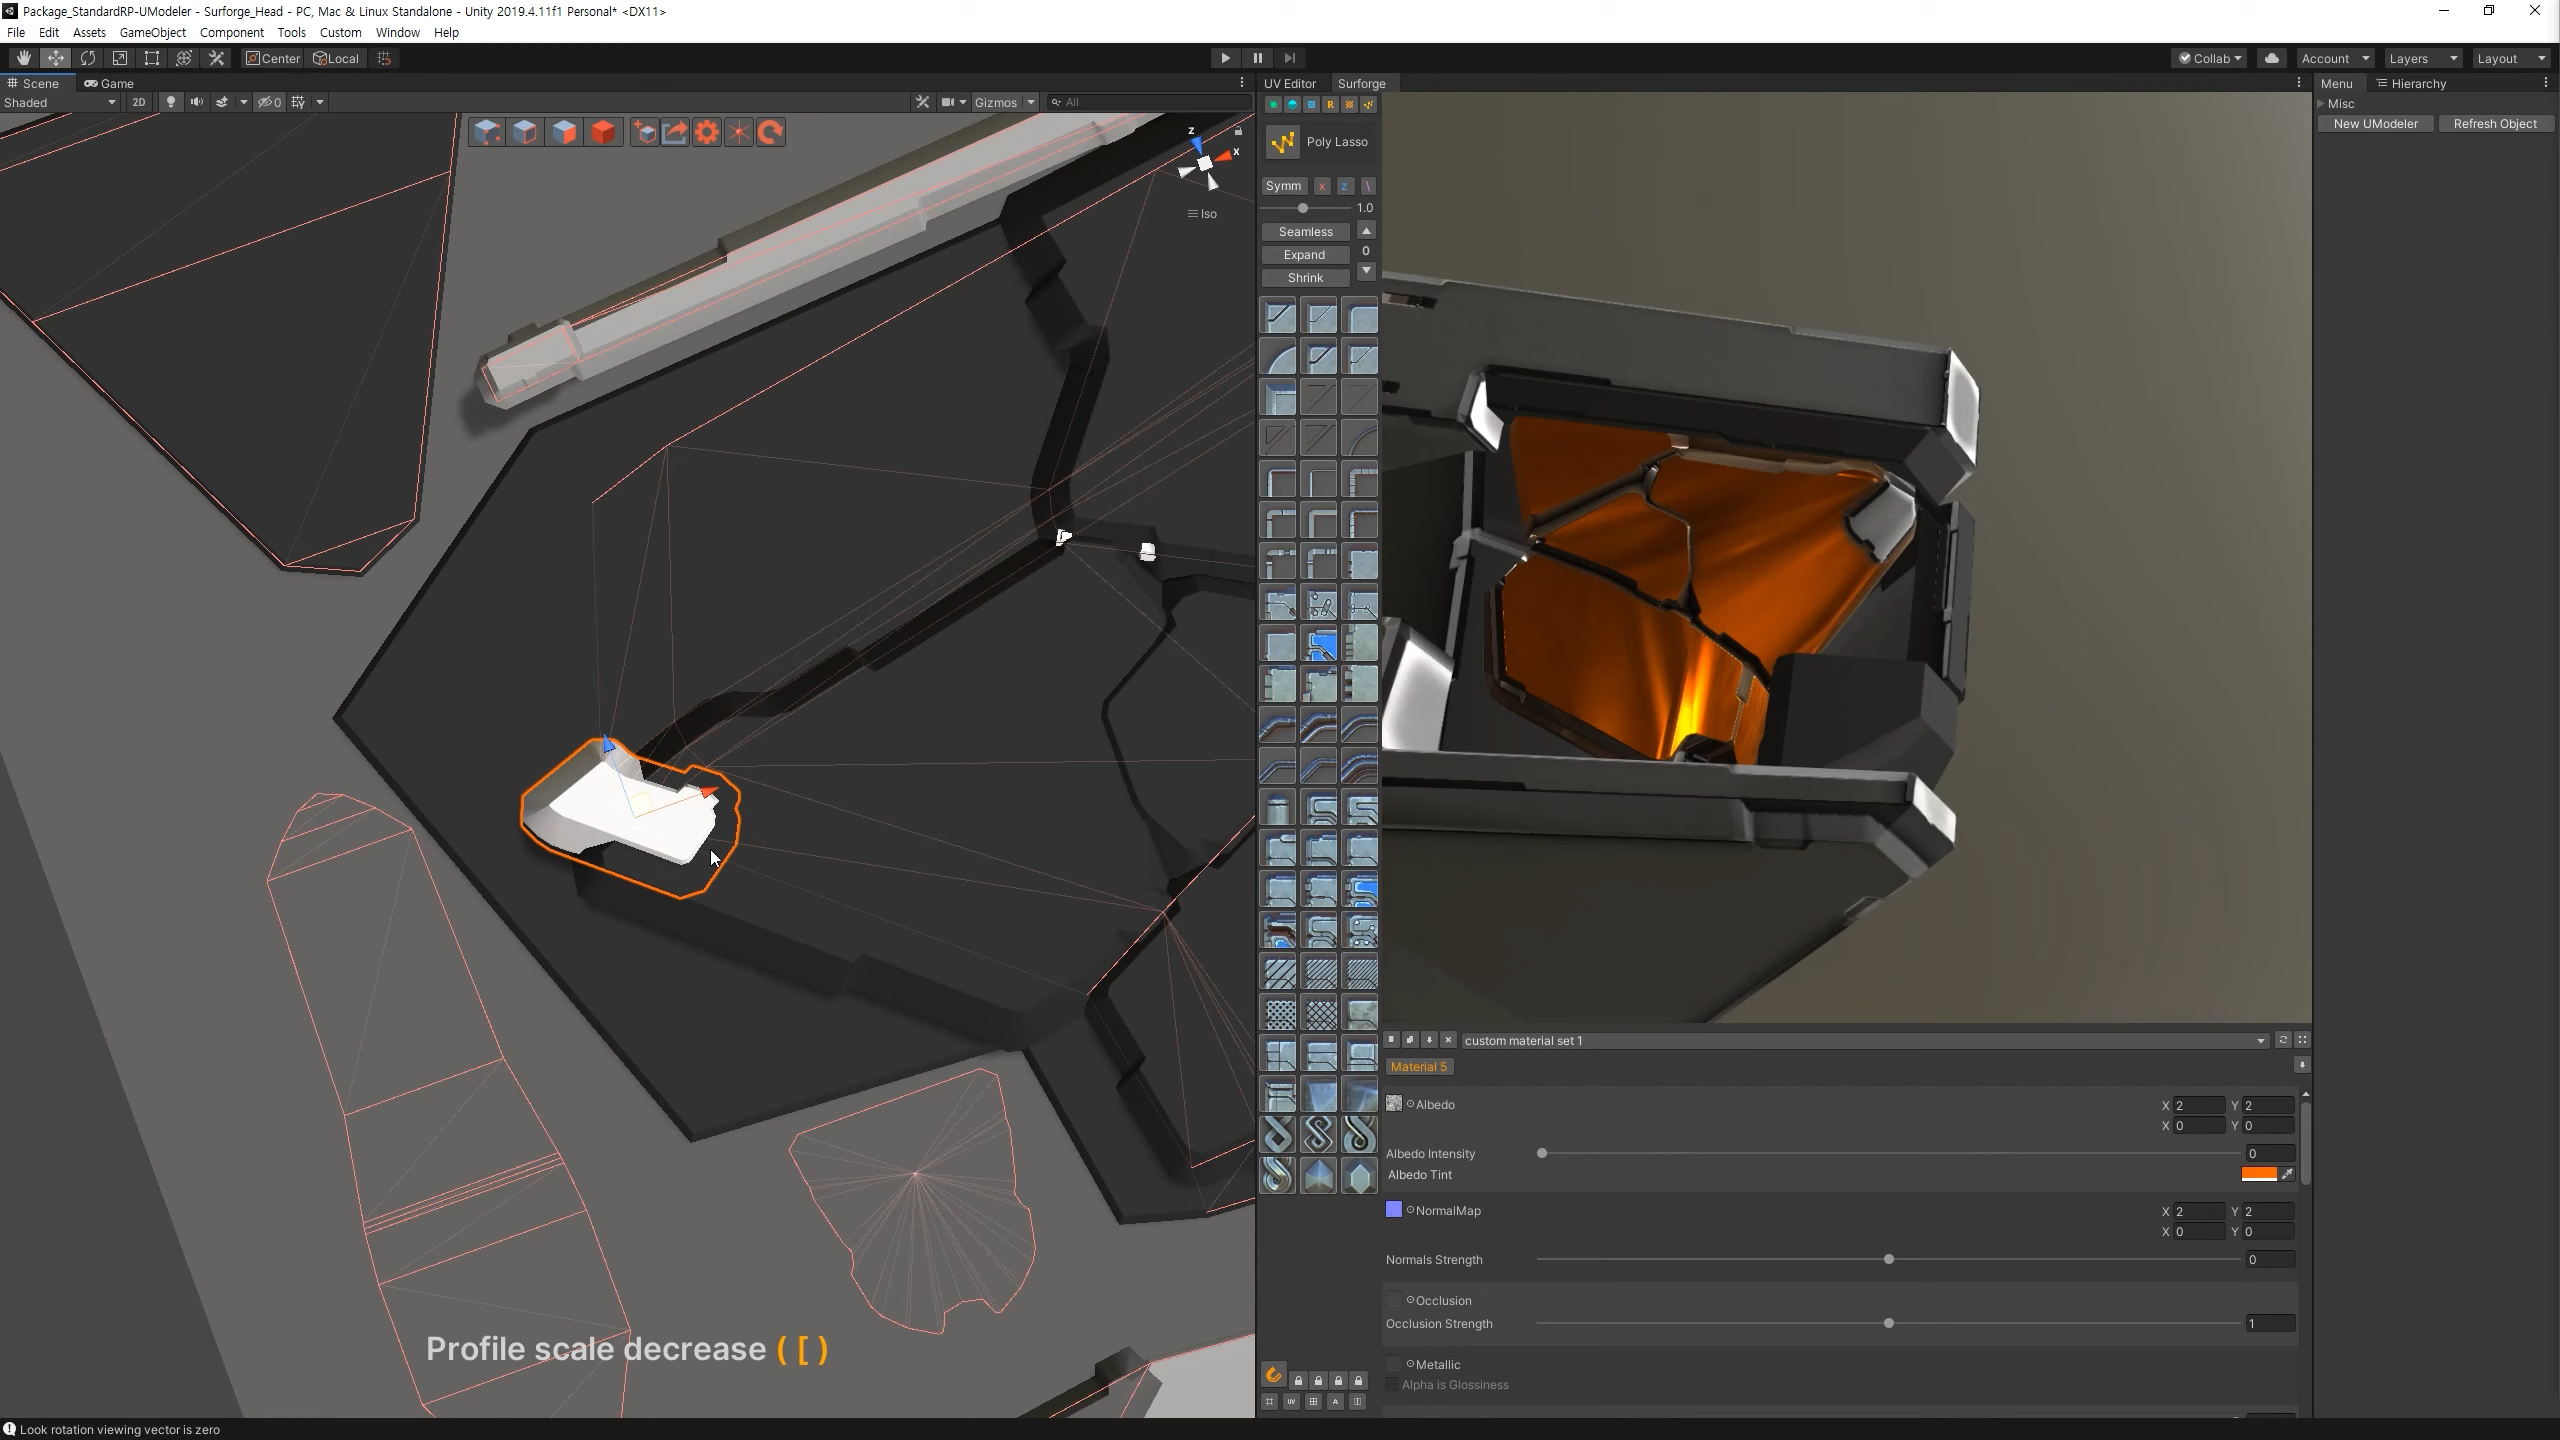 Package_StandardRP-UModeler - Surforge_Head - PC, Mac & Linux Standalone - Unity 2019.4.11f1 Personal* <DX11>
File Edit Assets GameObject Component Tools Custom Window Help
Center Local
Collab Account Layers Layout
Scene Game
UV Editor Surforge
Menu Hierarchy
Shaded 2D 0 Gizmos All
Misc
New UModeler Refresh Object
R
Poly Lasso
z
x
Iso
Symm x z \
1.0
Seamless
Expand 0
Shrink
custom material set 1
Material 5
Albedo X 2 Y 2
X 0 Y 0
Albedo Intensity 0
Albedo Tint
NormalMap X 2 Y 2
X 0 Y 0
Normals Strength 0
Occlusion
Occlusion Strength 1
Metallic
Alpha is Glossiness
UV A
Profile scale decrease ( [ )
Look rotation viewing vector is zero